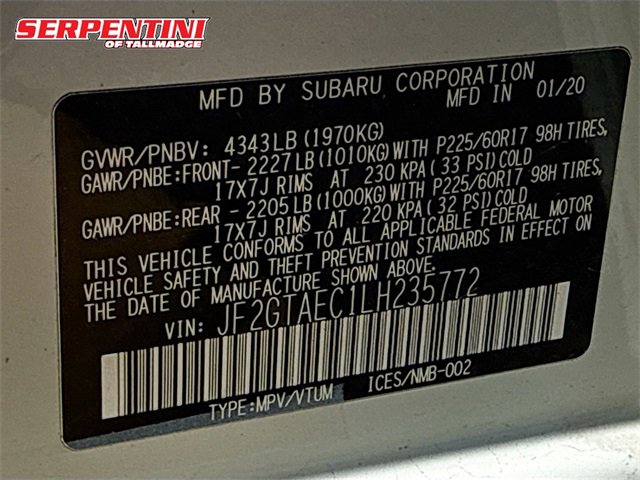 SERPENTINI
OF TALLMADGE
MFD BY SUBARU CORPORATION
MFD IN 01/20
GVWR/PNBV: 4343LB (1970KG)
GAWR/PNBE:FRONT- 2227LB (1010KG)WITH P225/60R17 98H TIRES,
17X7J RIMS AT 230 KPA (33 PSI)COLD
GAWR/PNBE:REAR - 2205LB (1000KG)WITH P225/60R17 98H TIRES,
17X7J RIMS AT 220 KPA (32 PSI)COLD
THIS VEHICLE CONFORMS TO ALL APPLICABLE FEDERAL MOTOR
VEHICLE SAFETY AND THEFT PREVENTION STANDARDS IN EFFECT ON
THE DATE OF MANUFACTURE SHOWN ABOVE.
VIN: JF2GTAEC1LH235772
TYPE:MPV/VTUM ICES/NMB-002